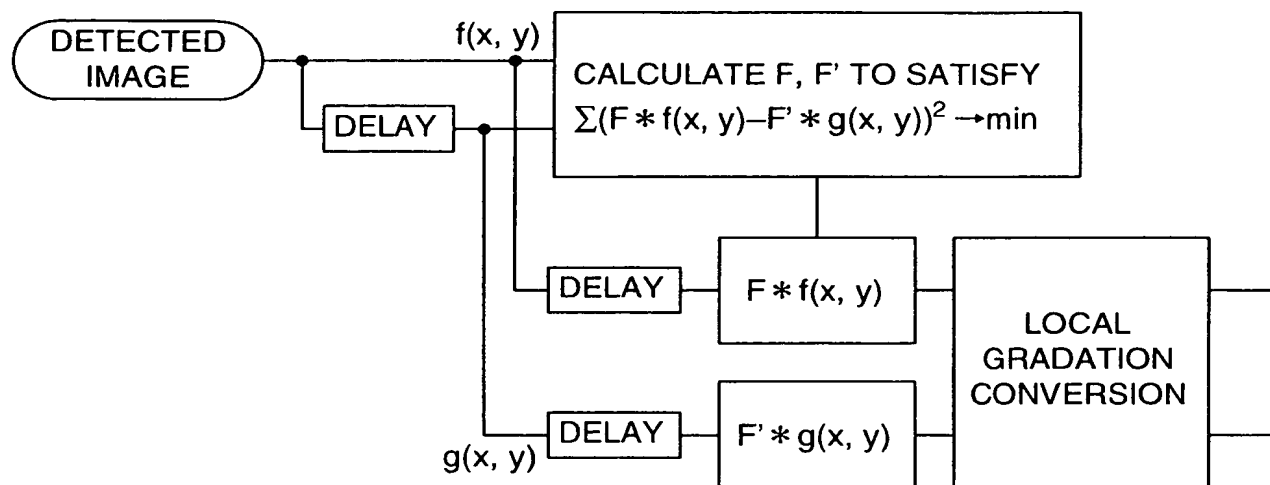 DETECTED
IMAGE
f(x, y)
CALCULATE F, F' TO SATISFY
∑(F * f(x, y)–F' * g(x, y))² →min
DELAY
DELAY
F * f(x, y)
LOCAL
GRADATION
CONVERSION
DELAY
F' * g(x, y)
g(x, y)